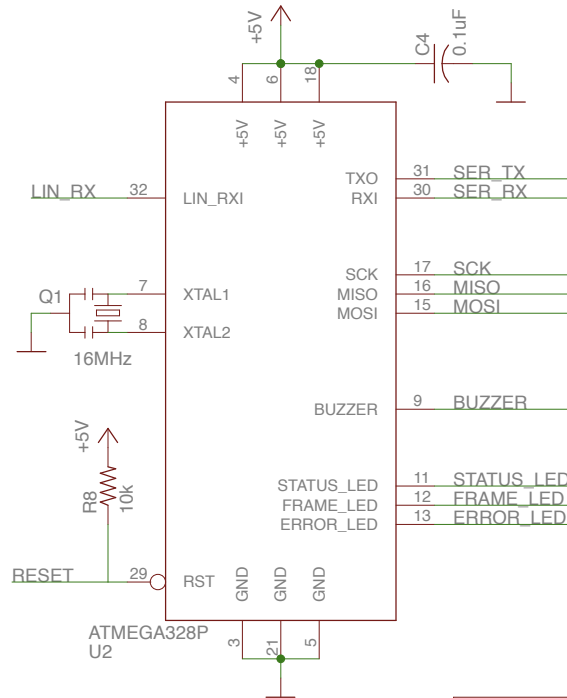 +5V
C4
0.1uF
4
6
18
+5V
+5V
+5V
TXO
31
SER_TX
LIN_RX
32
LIN_RXI
RXI
30
SER_RX
SCK
17
SCK
Q1
7
XTAL1
MISO
16
MISO
MOSI
15
MOSI
8
XTAL2
16MHz
BUZZER
9
BUZZER
+5V
R8
10k
STATUS_LED
11
STATUS_LED
FRAME_LED
12
FRAME_LED
ERROR_LED
13
ERROR_LED
RESET
29
RST
GND
GND
GND
ATMEGA328P
U2
3
21
5